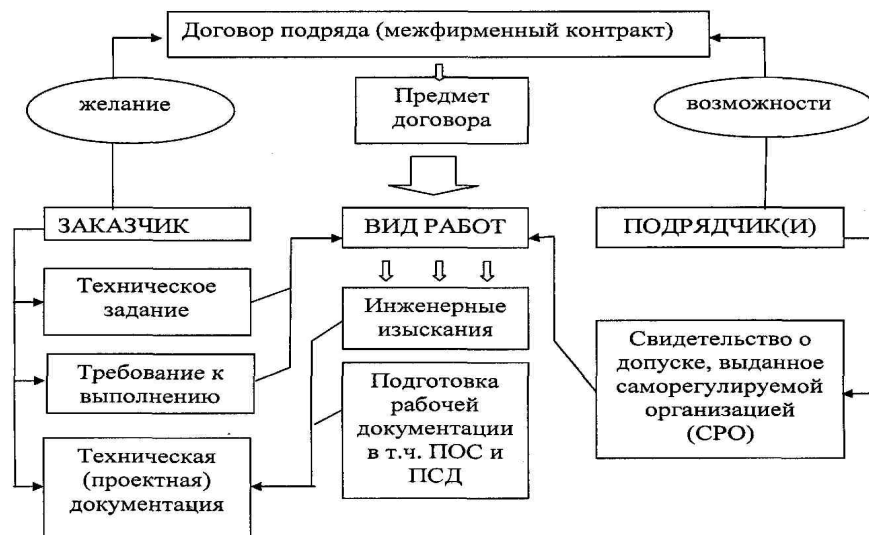 Договор подряда (межфирменный контракт)
желание
Предмет
договора
возможности
ЗАКАЗЧИК
ВИД РАБОТ
ПОДРЯДЧИК(И)
Техническое
задание
Инженерные
изыскания
Свидетельство о
допуске, выданное
саморегулируемой
организацией
(СРО)
Требование к
выполнению
Подготовка
рабочей
документации
в т.ч. ПОС и
ПСД
Техническая
(проектная)
документация